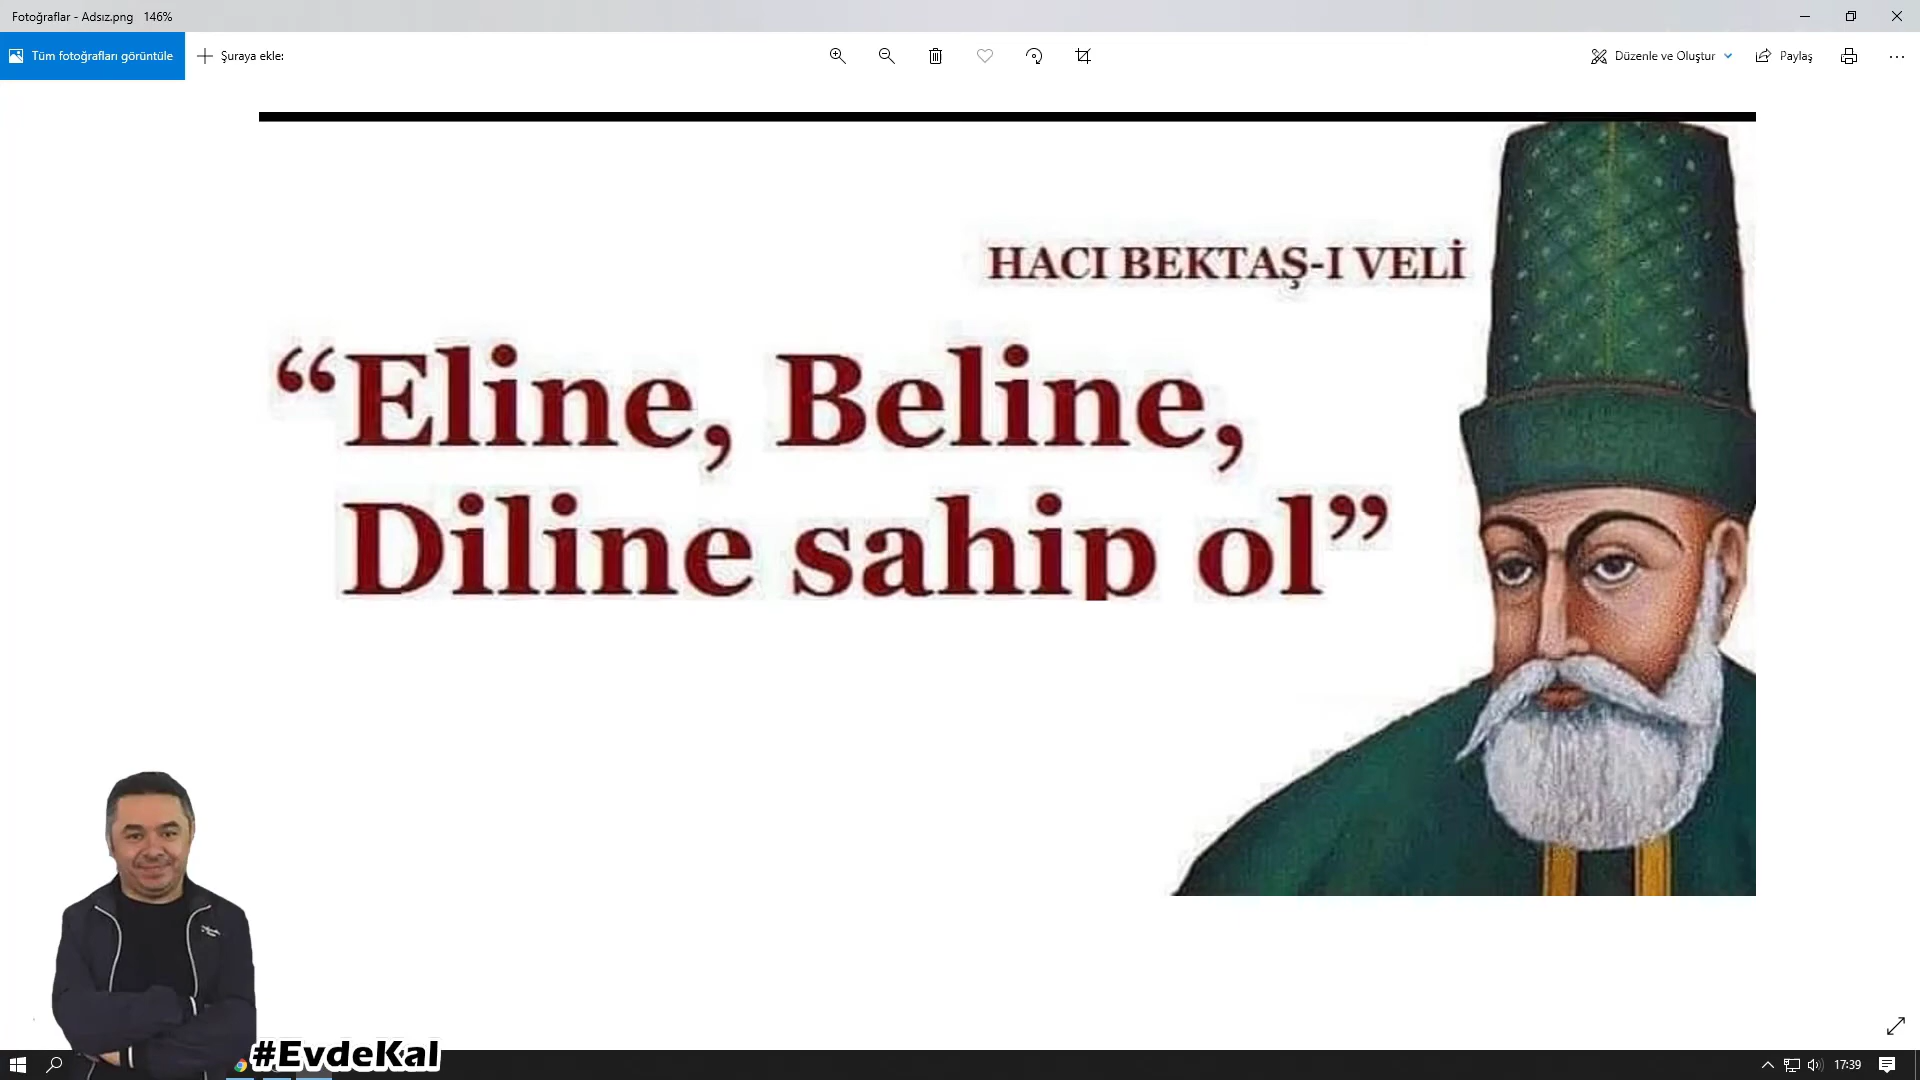 Fotoğraflar - Adsız.png 146%
Tüm fotoğrafları görüntüle
Şuraya ekle:
Düzenle ve Oluştur
Paylaş
HACI BEKTAŞ-I VELİ
“Eline, Beline,
Diline sahip ol”
#EvdeKal
17:39